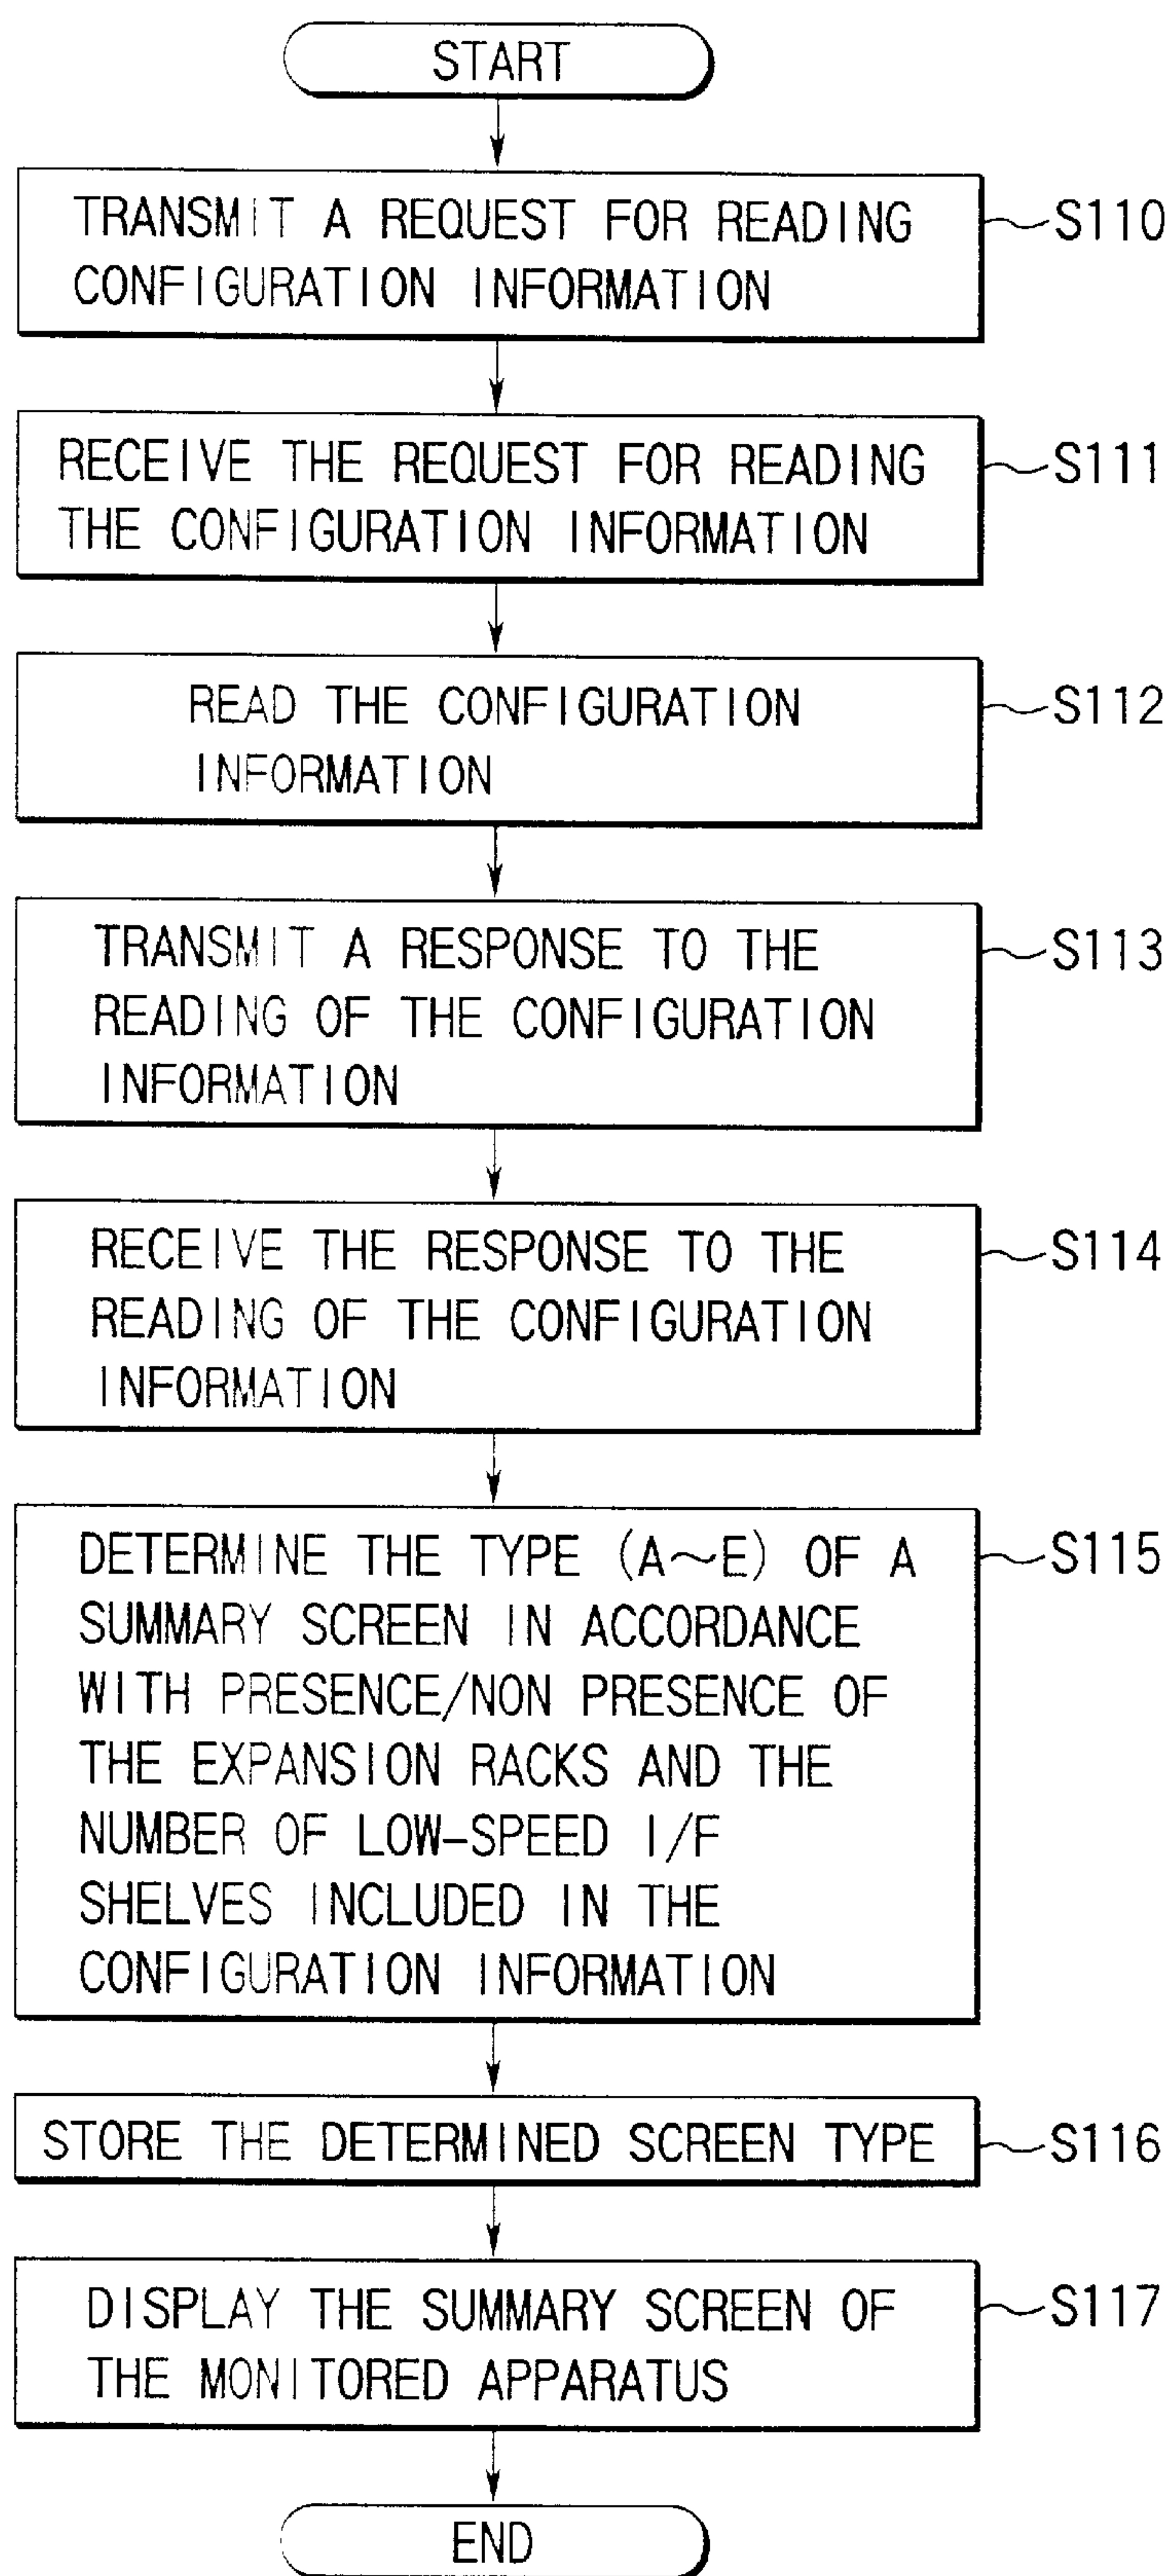 START
TRANSMIT A REQUEST FOR READING
CONFIGURATION INFORMATION
S110
RECEIVE THE REQUEST FOR READING
THE CONFIGURATION INFORMATION
S111
READ THE CONFIGURATION
INFORMATION
S112
TRANSMIT A RESPONSE TO THE
READING OF THE CONFIGURATION
INFORMATION
S113
RECEIVE THE RESPONSE TO THE
READING OF THE CONFIGURATION
INFORMATION
S114
DETERMINE THE TYPE (A~E) OF A
SUMMARY SCREEN IN ACCORDANCE
WITH PRESENCE/NON PRESENCE OF
THE EXPANSION RACKS AND THE
NUMBER OF LOW-SPEED I/F
SHELVES INCLUDED IN THE
CONFIGURATION INFORMATION
S115
STORE THE DETERMINED SCREEN TYPE
S116
DISPLAY THE SUMMARY SCREEN OF
THE MONITORED APPARATUS
S117
END